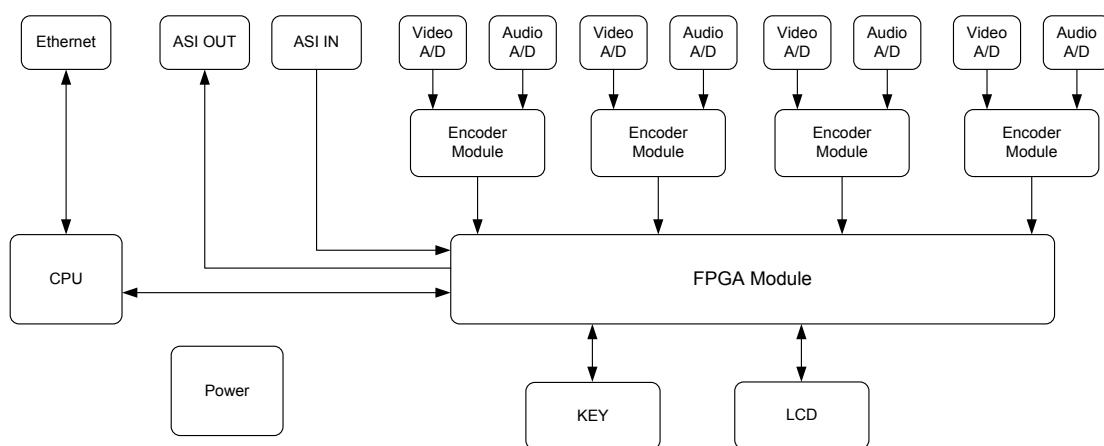 Ethernet
ASI OUT
ASI IN
Video
A/D
Audio
A/D
Video
A/D
Audio
A/D
Video
A/D
Audio
A/D
Video
A/D
Audio
A/D
Encoder
Module
Encoder
Module
Encoder
Module
Encoder
Module
CPU
FPGA Module
Power
KEY
LCD